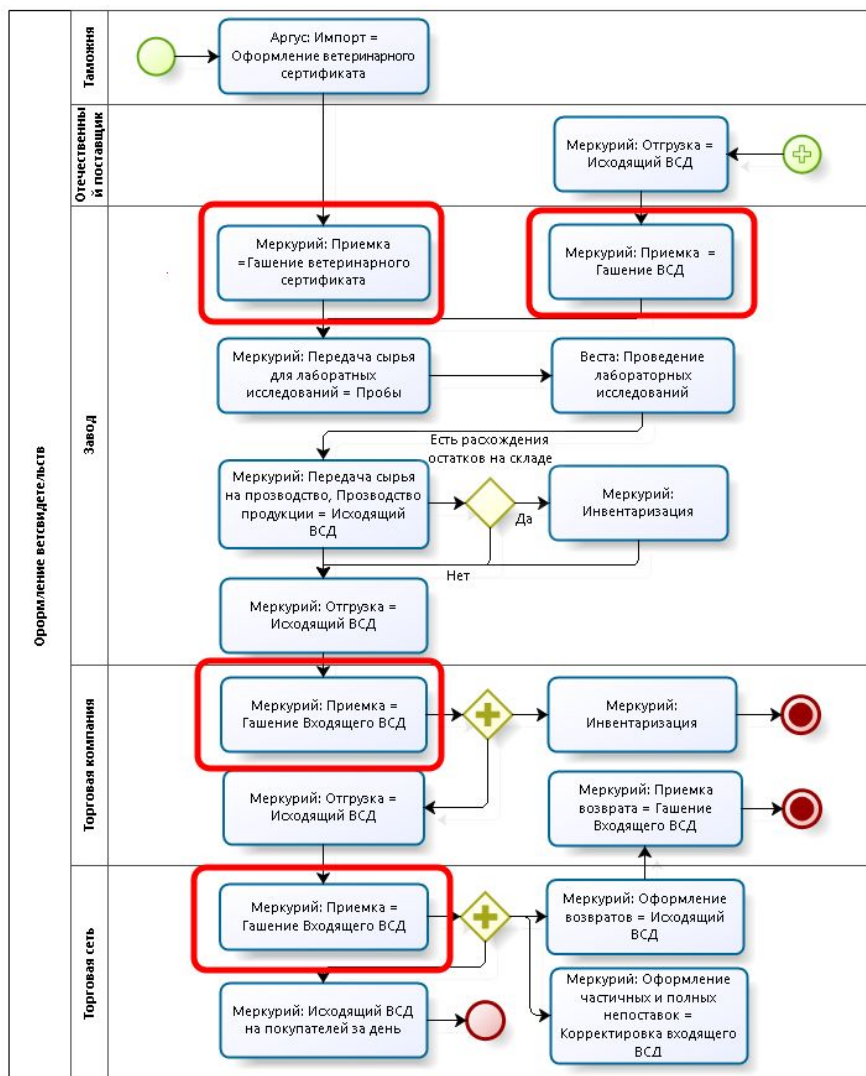 Орормление ветсвидетельств
Таможня
Аргус: Импорт =
Оформление ветеринарного
сертификата
Отечественны
й поставщик
Меркурий: Отгрузка =
Исходящий ВСД
Завод
Меркурий: Приемка
=Гашение ветеринарного
сертификата
Меркурий: Приемка =
Гашение ВСД
Меркурий: Передача сырья
для лаборатных
исследований = Пробы
Веста: Проведение
лабораторных
исследований
Есть расхождения
остатков на складе
Меркурий: Передача сырья
на прозводство, Прозводство
продукции = Исходящий
ВСД
Да
Меркурий:
Инвентаризация
Нет
Меркурий: Отгрузка =
Исходящий ВСД
Торговая компания
Меркурий: Приемка =
Гашение Входящего ВСД
Меркурий:
Инвентаризация
Меркурий: Отгрузка =
Исходящий ВСД
Меркурий: Приемка
возврата = Гашение
Входящего ВСД
Торговая сеть
Меркурий: Приемка =
Гашение Входящего ВСД
Меркурий: Оформление
возвратов = Исходящий
ВСД
Меркурий: Исходящий ВСД
на покупателей за день
Меркурий: Оформление
частичных и полных
непоставок =
Корректировка входящего
ВСД